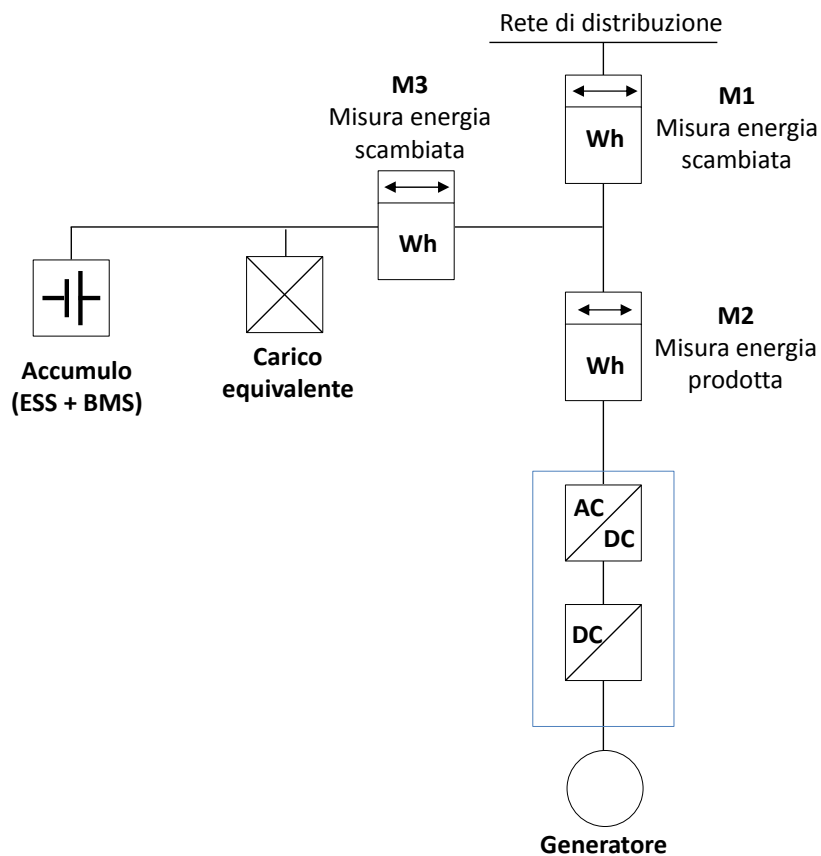 Rete di distribuzione
M3
Misura energia
scambiata
Wh
M1
Misura energia
scambiata
Wh
Accumulo
(ESS + BMS)
Carico
equivalente
M2
Misura energia
prodotta
Wh
AC
DC
DC
Generatore